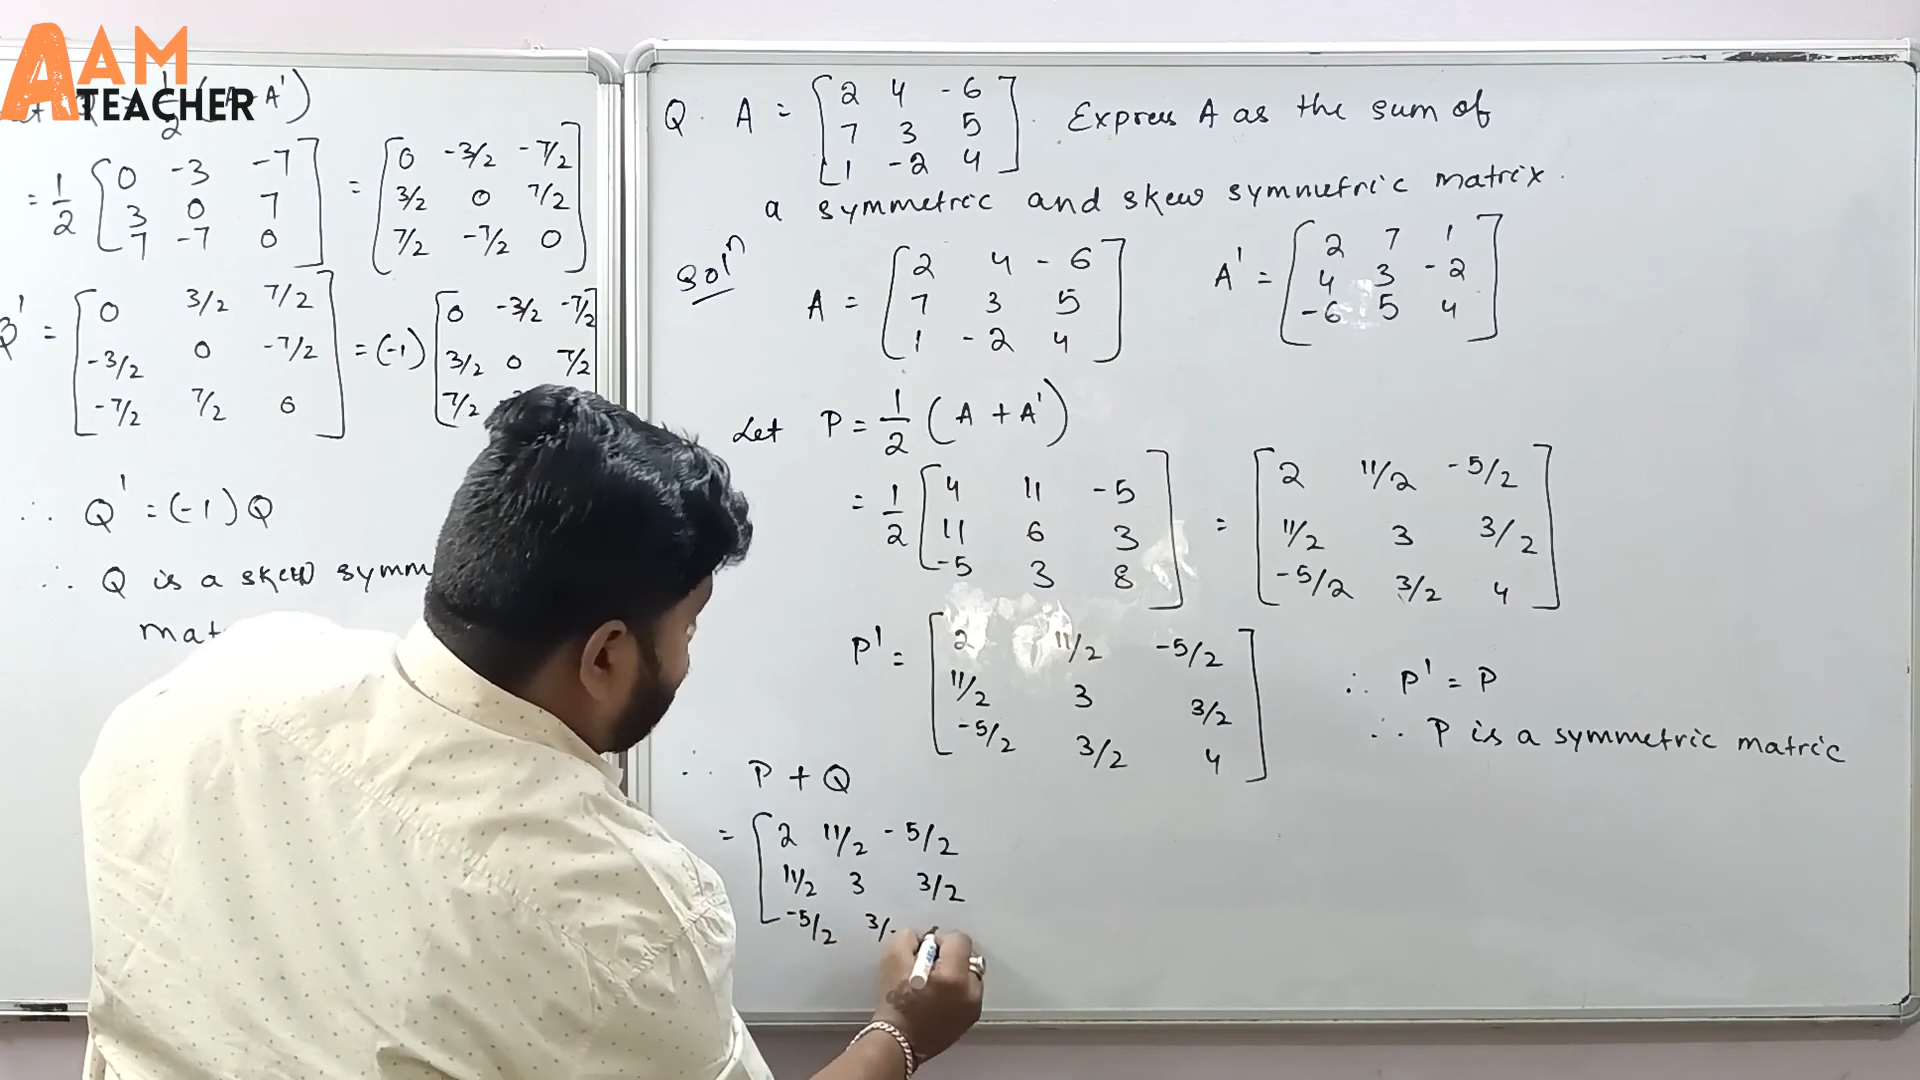 AAM
TEACHER
Q = 1/2 (A - A')
= 1/2 [0 -3 -7] = [0 -3/2 -7/2]
[3 0 7] [3/2 0 7/2]
[7 -7 0] [7/2 -7/2 0]
' = [0 3/2 7/2] = (-1) [0 -3/2 -7/2]
[-3/2 0 -7/2] [3/2 0 7/2]
[-7/2 7/2 0] [7/2
∴ Q' = (-1) Q
∴ Q is a skew symm
mat
Q. A = [2 4 -6] . Express A as the sum of
[7 3 5]
[1 -2 4]
a symmetric and skew symmetric matrix.
Solⁿ
A = [2 4 -6] A' = [2 7 1]
[7 3 5] [4 3 -2]
[1 -2 4] [-6 5 4]
Let P = 1/2 (A + A')
= 1/2 [4 11 -5] = [2 11/2 -5/2]
[11 6 3] [11/2 3 3/2]
[-5 3 8] [-5/2 3/2 4]
P' = [2 11/2 -5/2]
[11/2 3 3/2] ∴ P' = P
[-5/2 3/2 4] ∴ P is a symmetric matric
∴ P + Q
= [2 11/2 -5/2
11/2 3 3/2
-5/2 3/